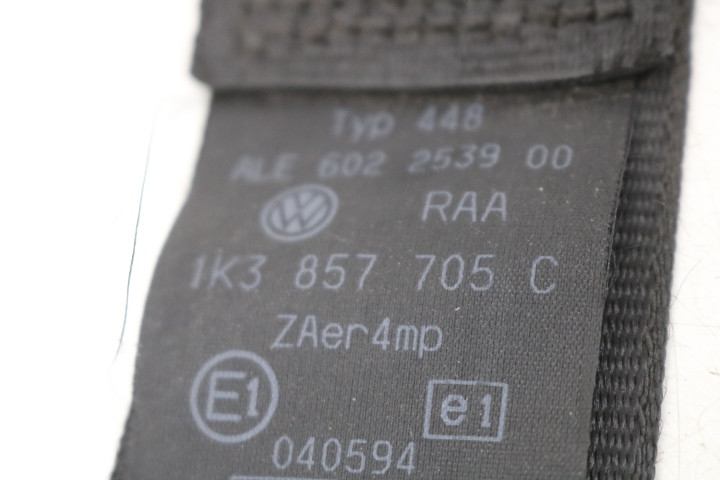 Typ 448
ALE 602 2539 00
RAA
1K3 857 705 C
ZAer4mp
E1 e1
040594